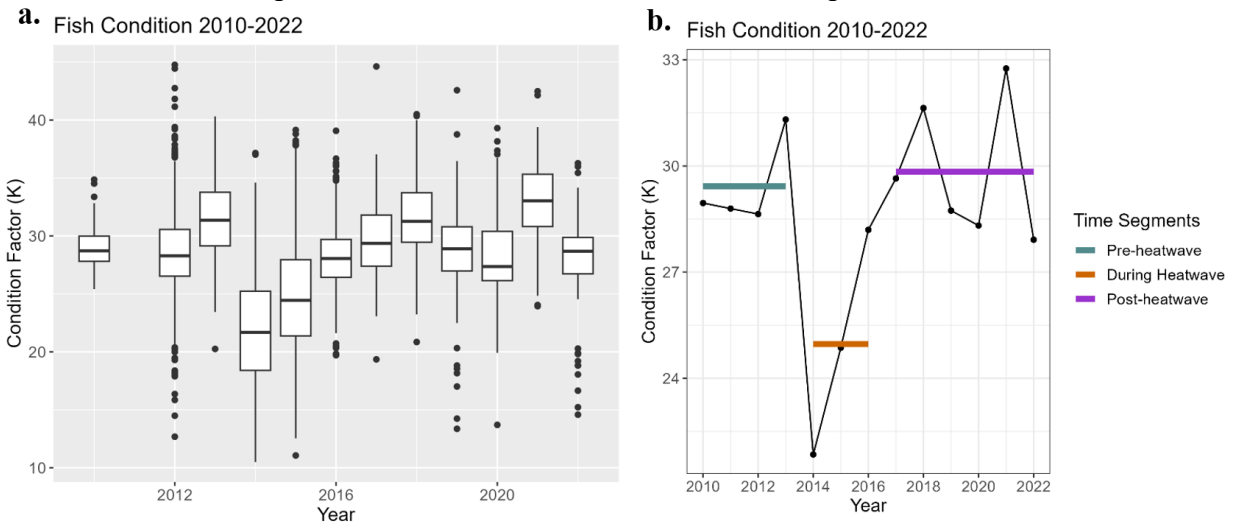 a.
Fish Condition 2010-2022
Condition Factor (K)
40
30
20
10
2012
2016
2020
Year
b.
Fish Condition 2010-2022
Condition Factor (K)
33
30
27
24
2010
2012
2014
2016
2018
2020
2022
Year
Time Segments
Pre-heatwave
During Heatwave
Post-heatwave